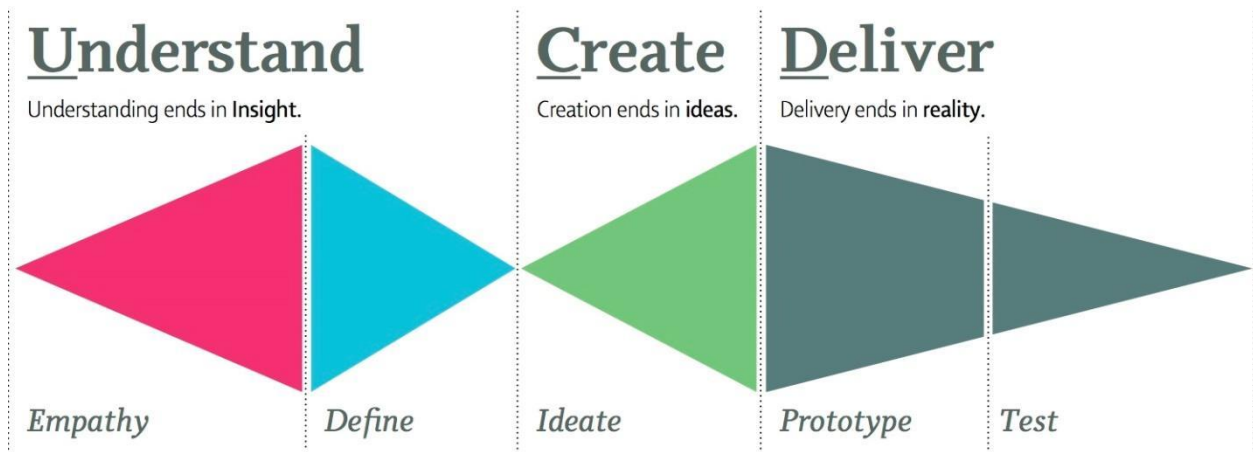 Understand
Understanding ends in Insight.
Create
Creation ends in ideas.
Deliver
Delivery ends in reality.
Empathy
Define
Ideate
Prototype
Test